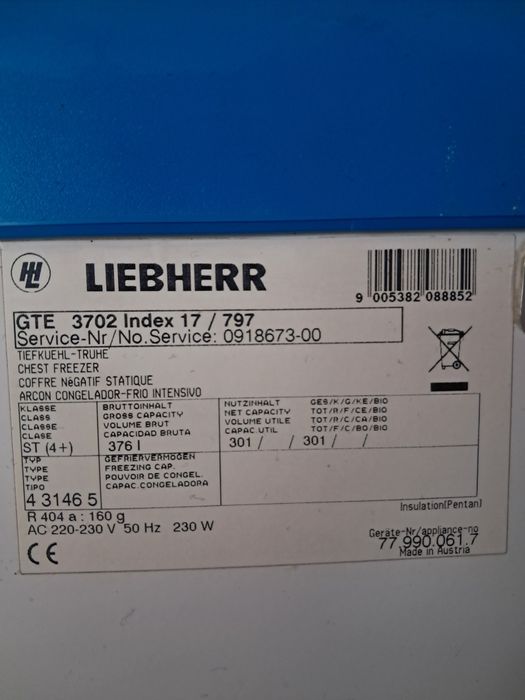 LIEBHERR
9 005382 088852
GTE 3702 Index 17 / 797
Service-Nr/No.Service: 0918673-00
TIEFKUEHL-TRUHE
CHEST FREEZER
COFFRE NéGATIF STATIQUE
ARCON CONGELADOR-FRIO INTENSIVO
KLASSE
CLASS
CLASSE
CLASE
ST (4+)
BRUTTOINHALT
GROSS CAPACITY
VOLUME BRUT
CAPACIDAD BRUTA
376 l
NUTZINHALT
NET CAPACITY
VOLUME UTILE
CAPAC UTIL
GES/K/G/KE/BIO
TOT/R/F/CE/BIO
TOT/R/C/CA/BIO
TOT/F/C/BO/BIO
301 / / 301 / /
TYP
TYPE
TYPE
TIPO
4 3146 5
GEFRIERVERMOGEN
FREEZING CAP.
POUVOIR DE CONGEL.
CAPAC.CONGELADORA
Insulation(Pentan)
R 404 a : 160 g
AC 220-230 V 50 Hz 230 W
CE
Geräte-Nr/appliance-no
77.990.061.7
Made in Austria